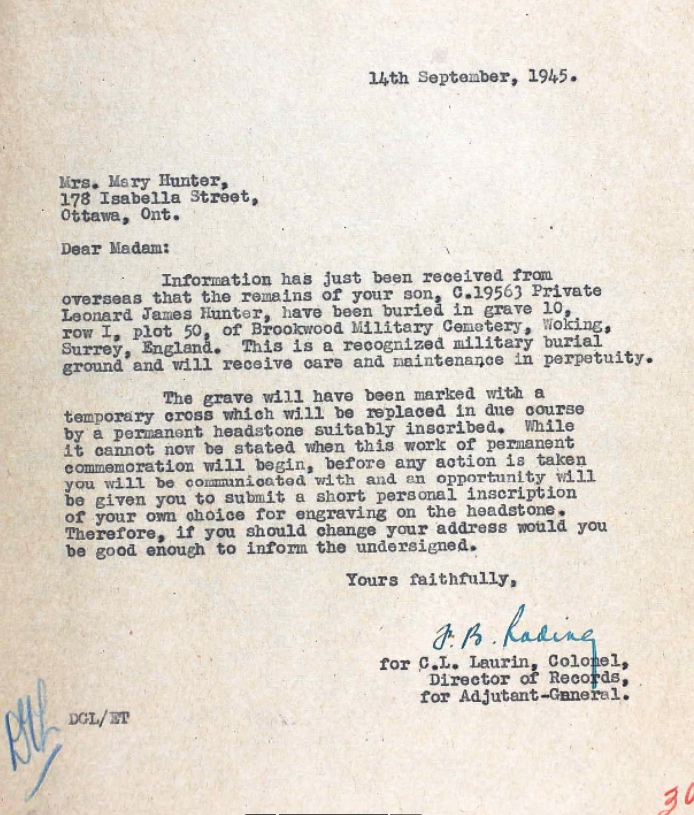 14th September, 1945.
Mrs. Mary Hunter,
178 Isabella Street,
Ottawa, Ont.
Dear Madam:
Information has just been received from
overseas that the remains of your son, C.19563 Private
Leonard James Hunter, have been buried in grave 10,
row I, plot 50, of Brookwood Military Cemetery, Woking,
Surrey, England. This is a recognized military burial
ground and will receive care and maintenance in perpetuity.
The grave will have been marked with a
temporary cross which will be replaced in due course
by a permanent headstone suitably inscribed. While
it cannot now be stated when this work of permanent
commemoration will begin, before any action is taken
you will be communicated with and an opportunity will
be given you to submit a short personal inscription
of your own choice for engraving on the headstone.
Therefore, if you should change your address would you
be good enough to inform the undersigned.
Yours faithfully,
for C.L. Laurin, Colonel,
Director of Records,
for Adjutant-Gneral.
DGL/ET
30